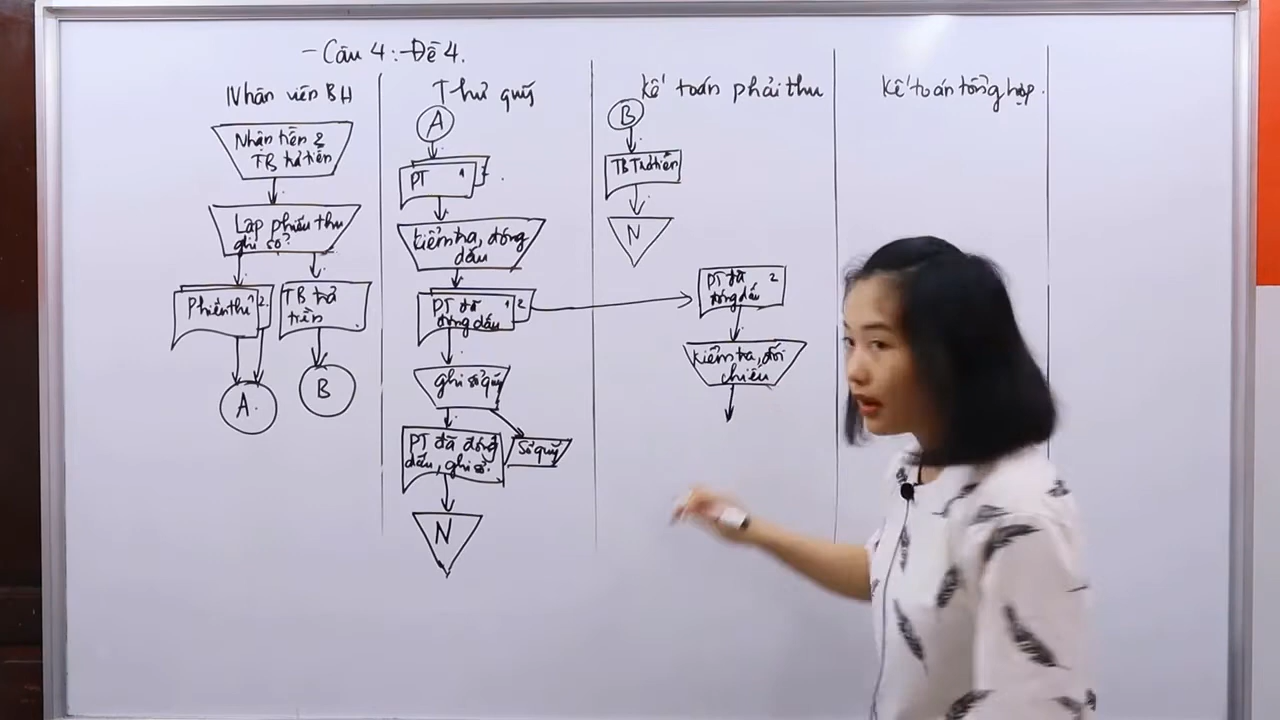 - Câu 4: Đề 4.
Nhân viên BH
Nhận tiền &
TB trả tiền
Lập phiếu thu
ghi sổ
Phiếu thu 2
TB trả
tiền
A
B
Thủ quỹ
A
PT 1
2
Kiểm tra, đóng
dấu
PT đã 1 2
đóng dấu
ghi sổ quỹ
PT đã đóng
dấu, ghi sổ.
Sổ quỹ
N
Kế toán phải thu
B
TB Trả tiền
N
PT đã 2
đóng dấu
Kiểm tra, đối
chiếu
Kế toán tổng hợp.